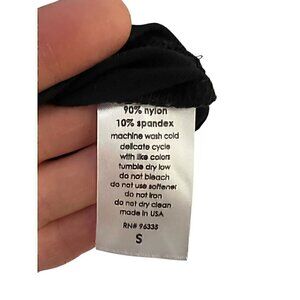 90% nylon
10% spandex
machine wash cold
delicate cycle
with like colors
tumble dry low
do not bleach
do not use softener
do not iron
do not dry clean
made in USA
RN# 96335
S